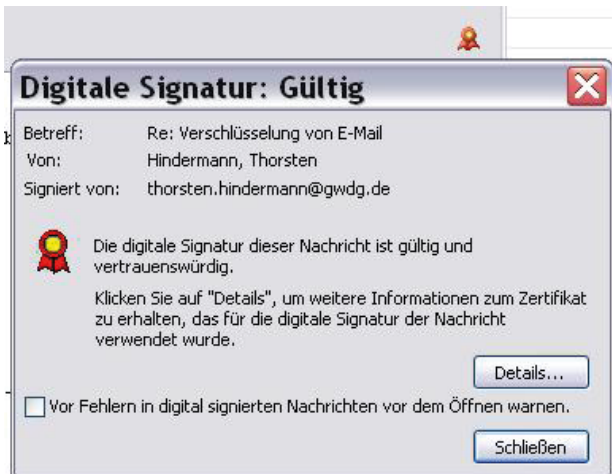 Digitale Signatur: Gültig
Betreff: Re: Verschlüsselung von E-Mail
Von: Hindermann, Thorsten
Signiert von: thorsten.hindermann@gwdg.de
Die digitale Signatur dieser Nachricht ist gültig und
vertrauenswürdig.
Klicken Sie auf "Details", um weitere Informationen zum Zertifikat
zu erhalten, das für die digitale Signatur der Nachricht
verwendet wurde.
Details...
Vor Fehlern in digital signierten Nachrichten vor dem Öffnen warnen.
Schließen